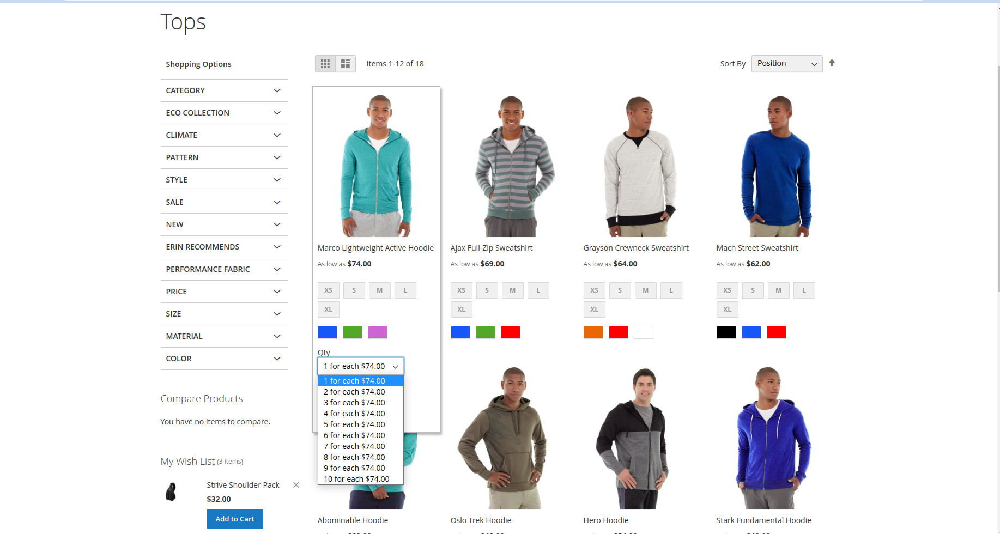 Tops
Shopping Options
CATEGORY
ECO COLLECTION
CLIMATE
PATTERN
STYLE
SALE
NEW
ERIN RECOMMENDS
PERFORMANCE FABRIC
PRICE
SIZE
MATERIAL
COLOR
Compare Products
You have no items to compare.
My Wish List (3 items)
Strive Shoulder Pack
$32.00
Add to Cart
Items 1-12 of 18
Sort By Position
Marco Lightweight Active Hoodie
As low as $74.00
XS S M L
XL
Qty
1 for each $74.00
1 for each $74.00
2 for each $74.00
3 for each $74.00
4 for each $74.00
5 for each $74.00
6 for each $74.00
7 for each $74.00
8 for each $74.00
9 for each $74.00
10 for each $74.00
Ajax Full-Zip Sweatshirt
As low as $69.00
XS S M L
XL
Grayson Crewneck Sweatshirt
As low as $64.00
XS S M L
XL
Mach Street Sweatshirt
As low as $62.00
XS S M L
XL
Abominable Hoodie
Oslo Trek Hoodie
Hero Hoodie
Stark Fundamental Hoodie